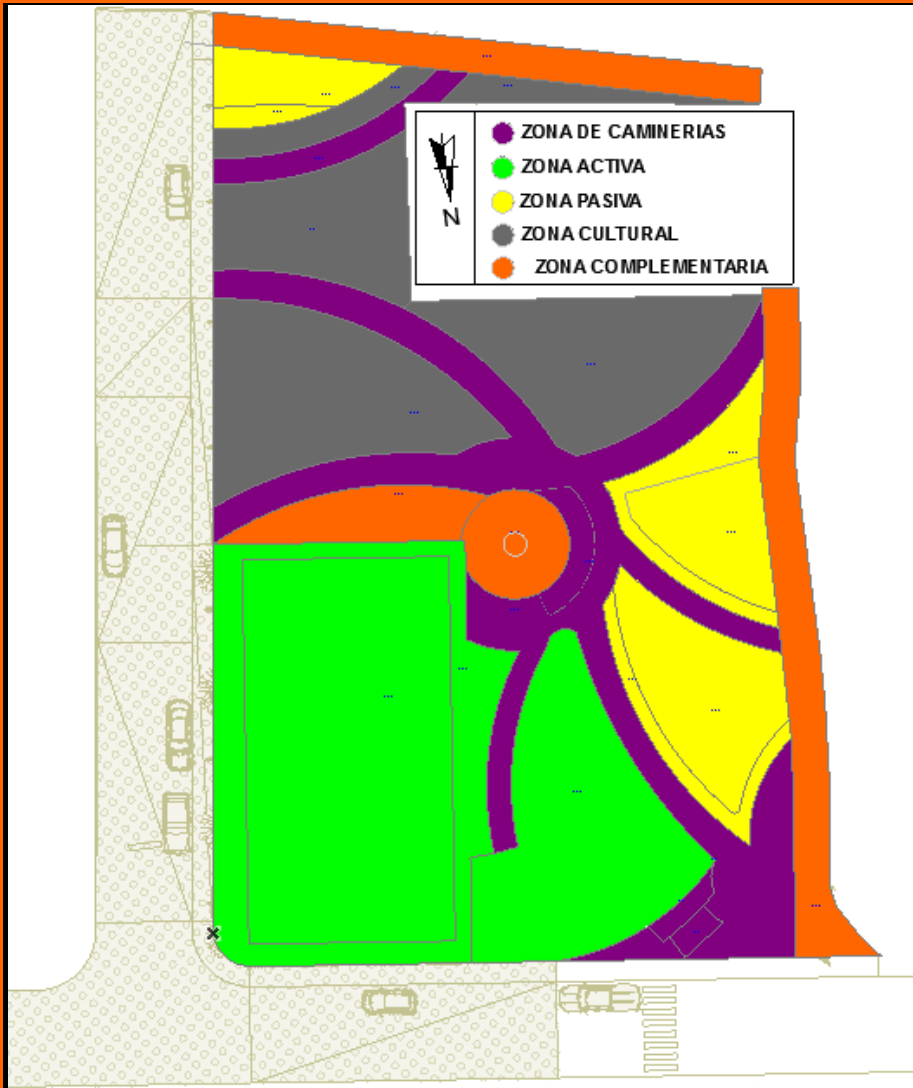 ZONA DE CAMINERIAS
ZONA ACTIVA
ZONA PASIVA
ZONA CULTURAL
ZONA COMPLEMENTARIA
N